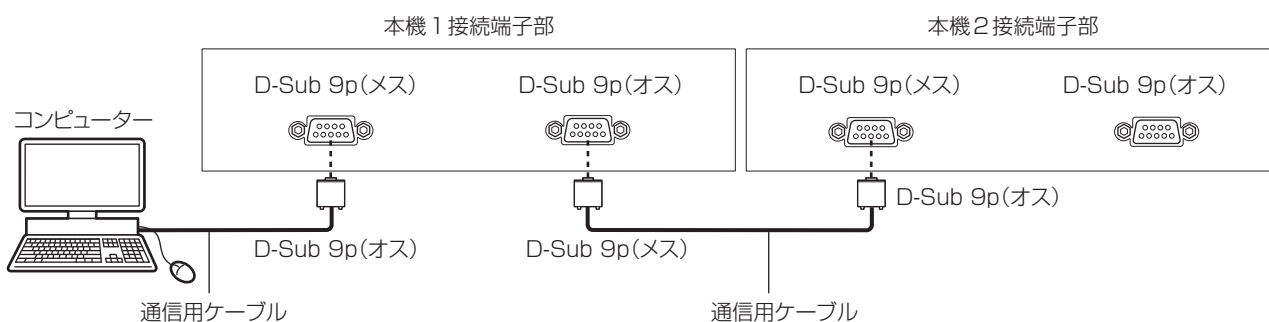 本機1接続端子部
本機2接続端子部
D-Sub 9p(メス)
D-Sub 9p(オス)
D-Sub 9p(メス)
D-Sub 9p(オス)
コンピューター
D-Sub 9p(オス)
D-Sub 9p(オス)
D-Sub 9p(メス)
通信用ケーブル
通信用ケーブル